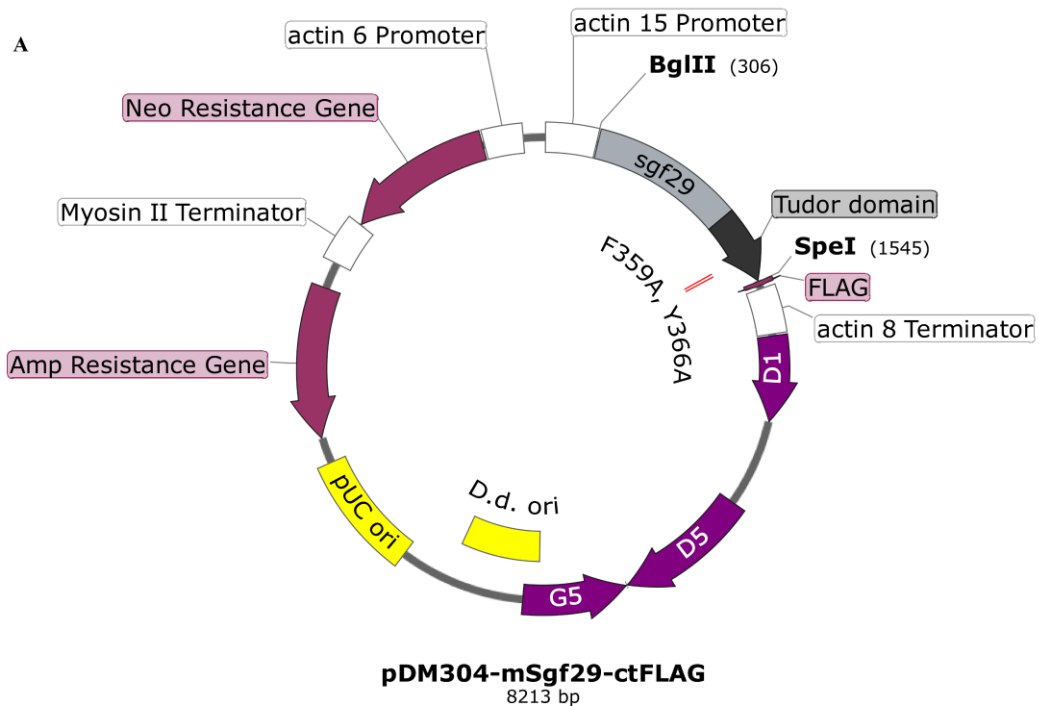 A
actin 6 Promoter
actin 15 Promoter
BglII (306)
Neo Resistance Gene
sgf29
Myosin II Terminator
Tudor domain
SpeI (1545)
F359A, Y366A
FLAG
actin 8 Terminator
Amp Resistance Gene
D1
pUC ori
D.d. ori
D5
G5
pDM304-mSgf29-ctFLAG
8213 bp